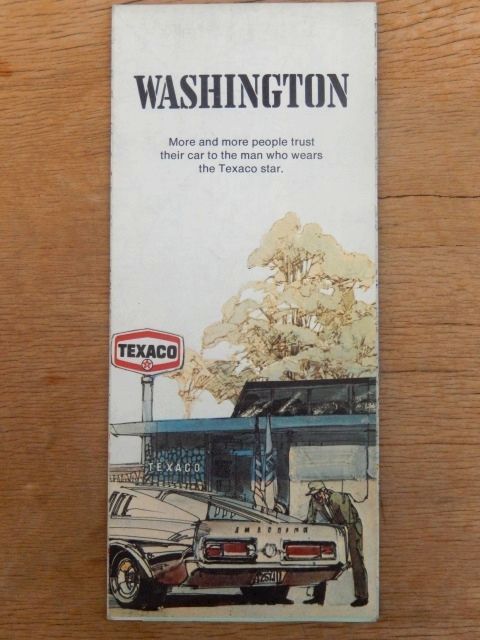 WASHINGTON
More and more people trust
their car to the man who wears
the Texaco star.
TEXACO
TEXACO